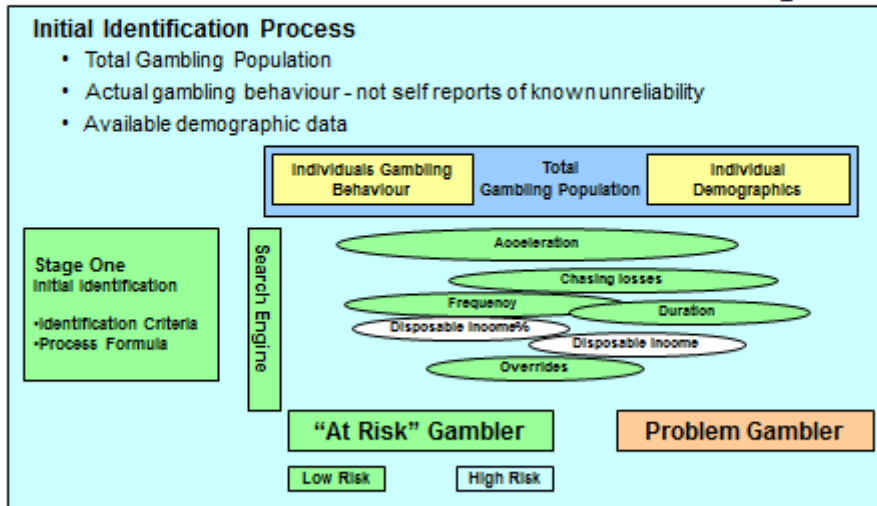 Initial Identification Process
• Total Gambling Population
• Actual gambling behaviour - not self reports of known unreliability
• Available demographic data
Individuals Gambling
Behaviour
Total
Gambling Population
Individual
Demographics
Stage One
Initial Identification
•Identification Criteria
•Process Formula
Search Engine
Acceleration
Chasing losses
Frequency
Duration
Disposable Income%
Disposable Income
Overrides
“At Risk” Gambler
Problem Gambler
Low Risk
High Risk